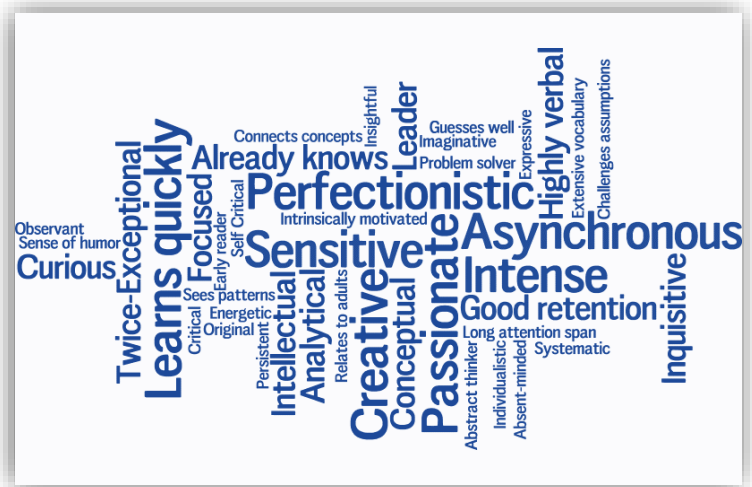 Observant
Sense of humor
Curious
Twice-Exceptional
Learns quickly
Connects concepts
Already knows
Focused
Early reader
Self Critical
Insightful
Leader
Guesses well
Imaginative
Problem solver
Expressive
Highly verbal
Extensive vocabulary
Challenges assumptions
Perfectionistic
Intrinsically motivated
Sensitive
Asynchronous
Intense
Good retention
Inquisitive
Long attention span
Systematic
Sees patterns
Critical
Energetic
Original
Persistent
Intellectual
Analytical
Relates to adults
Creative
Conceptual
Passionate
Abstract thinker
Individualistic
Absent-minded